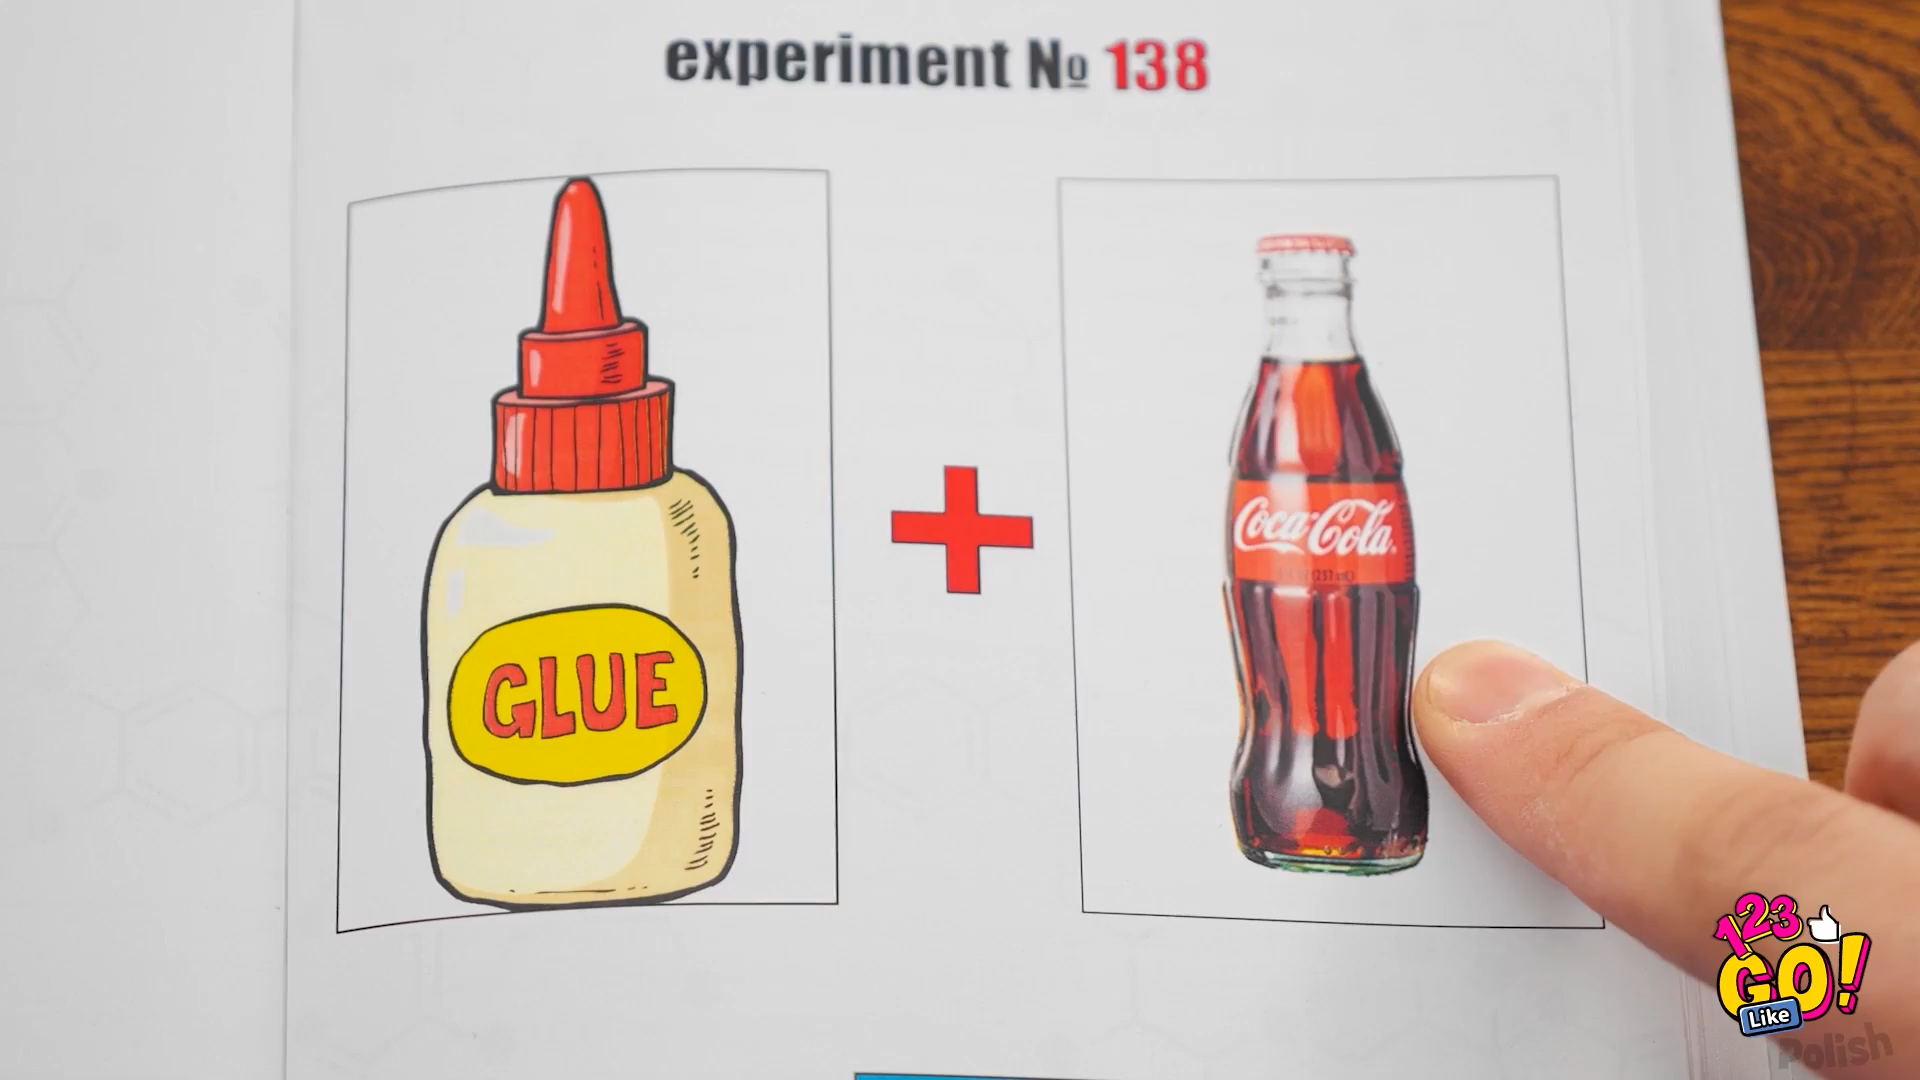 experiment № 138
GLUE
Coca-Cola
123
GO!
Like
Polish